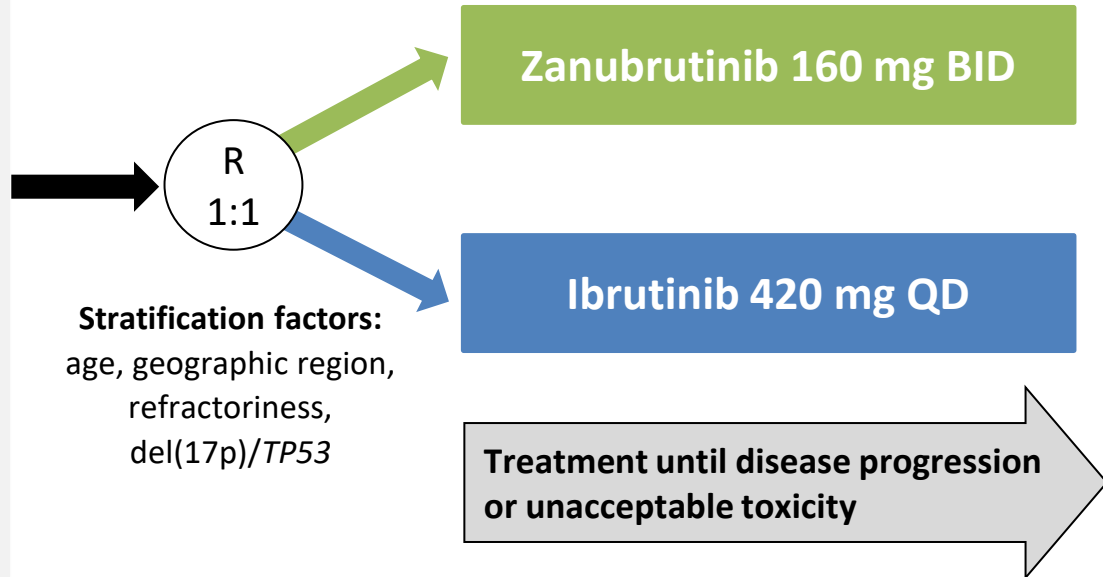 Zanubrutinib 160 mg BID
R
1:1
Ibrutinib 420 mg QD
Stratification factors:
age, geographic region,
refractoriness,
del(17p)/TP53
Treatment until disease progression
or unacceptable toxicity